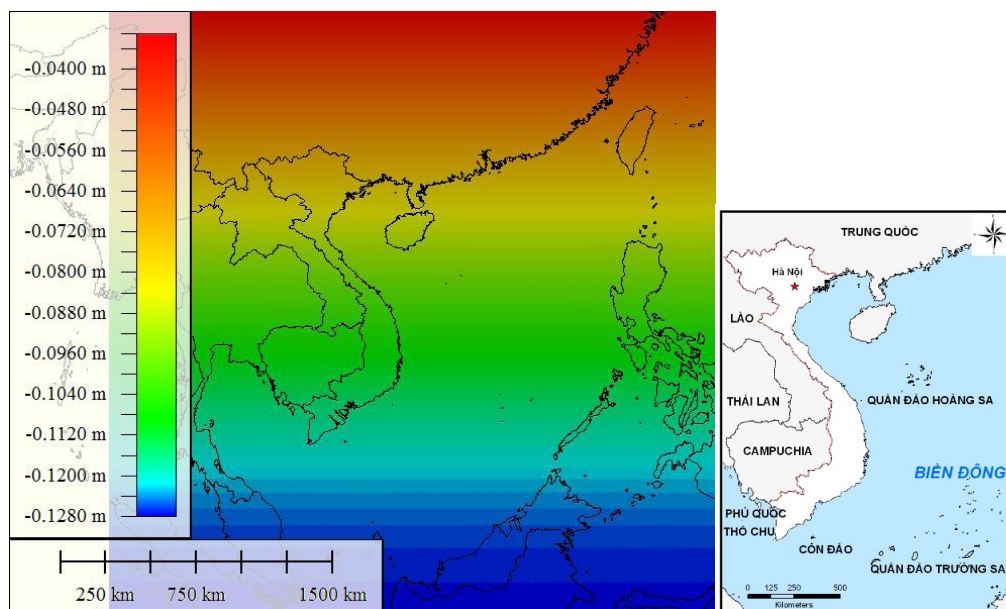 -0.0400 m
-0.0480 m
-0.0560 m
-0.0640 m
-0.0720 m
-0.0800 m
-0.0880 m
-0.0960 m
-0.1040 m
-0.1120 m
-0.1200 m
-0.1280 m
250 km 750 km 1500 km
TRUNG QUỐC
Hà Nội
LÀO
THÁI LAN
QUẦN ĐẢO HOÀNG SA
CAMPUCHIA
BIỂN ĐÔNG
PHÚ QUỐC
THỔ CHU
CÔN ĐẢO
QUẦN ĐẢO TRƯỜNG SA
0 125 250 500
Kilometers